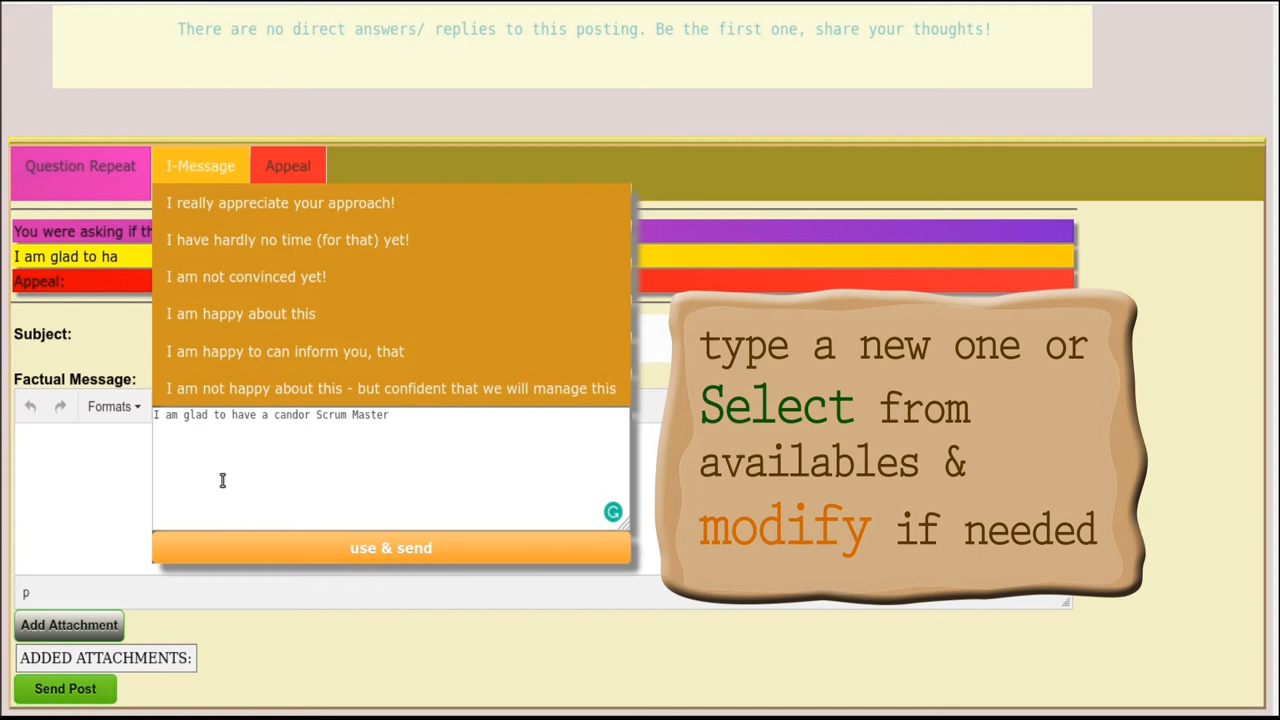 There are no direct answers/ replies to this posting. Be the first one, share your thoughts!
Question Repeat
I-Message
Appeal
I really appreciate your approach!
I have hardly no time (for that) yet!
I am not convinced yet!
I am happy about this
I am happy to can inform you, that
I am not happy about this - but confident that we will manage this
You were asking if th
I am glad to ha
Appeal:
Subject:
Factual Message:
Formats
I am glad to have a candor Scrum Master
use & send
p
Add Attachment
ADDED ATTACHMENTS:
Send Post
type a new one or
Select from
availables &
modify if needed